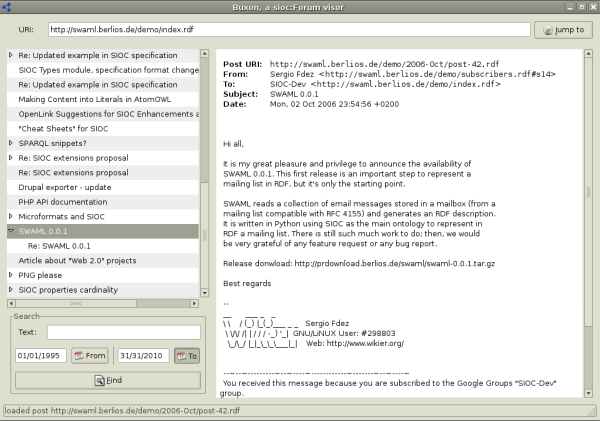 Buxon, a sioc:Forum visor
URI: http://swaml.berlios.de/demo/index.rdf Jump to
Re: Updated example in SIOC specification
SIOC Types module, specification format change
Re: Updated example in SIOC specification
Making Content into Literals in AtomOWL
OpenLink Suggestions for SIOC Enhancements a
"Cheat Sheets" for SIOC
SPARQL snippets?
Re: SIOC extensions proposal
Re: SIOC extensions proposal
Drupal exporter - update
PHP API documentation
Microformats and SIOC
SWAML 0.0.1
Re: SWAML 0.0.1
Article about "Web 2.0" projects
PNG please
SIOC properties cardinality
Search
Text:
01/01/1995 From 31/31/2010 To
Find
Post URI: http://swaml.berlios.de/demo/2006-Oct/post-42.rdf
From: Sergio Fdez <http://swaml.berlios.de/demo/subscribers.rdf#s14>
To: SIOC-Dev <http://swaml.berlios.de/demo/index.rdf>
Subject: SWAML 0.0.1
Date: Mon, 02 Oct 2006 23:54:56 +0200
Hi all,
It is my great pleasure and privilege to announce the availability of
SWAML 0.0.1. This first release is an important step to represent a
mailing list in RDF, but it's only the starting point.
SWAML reads a collection of email messages stored in a mailbox (from a
mailing list compatible with RFC 4155) and generates an RDF description.
It is written in Python using SIOC as the main ontology to represent in
RDF a mailing list. There is still such much work to do; then, we would
be very grateful of any feature request or any bug report.
Release donwload: http://prdownload.berlios.de/swaml/swaml-0.0.1.tar.gz
Best regards
--
Sergio Fdez
GNU/LiNUX User: #298803
Web: http://www.wikier.org/
You received this message because you are subscribed to the Google Groups "SIOC-Dev"
group.
loaded post http://swaml.berlios.de/demo/2006-Oct/post-42.rdf